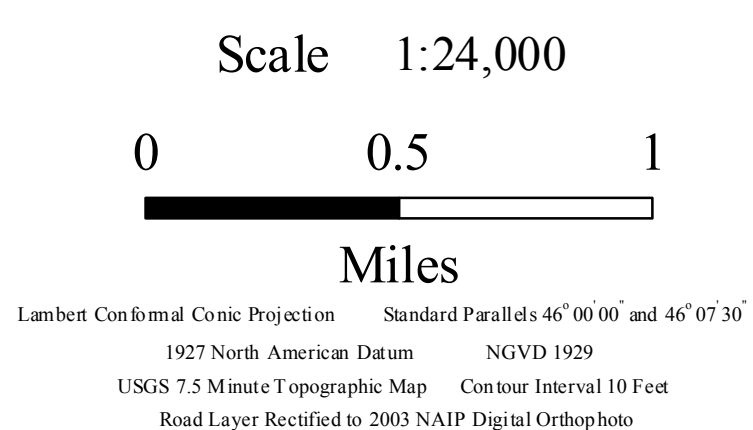 Scale 1:24,000
0 0.5 1
Miles
Lambert Conformal Conic Projection Standard Parallels 46° 00' 00" and 46° 07' 30"
1927 North American Datum NGVD 1929
USGS 7.5 Minute Topographic Map Contour Interval 10 Feet
Road Layer Rectified to 2003 NAIP Digital Orthophoto